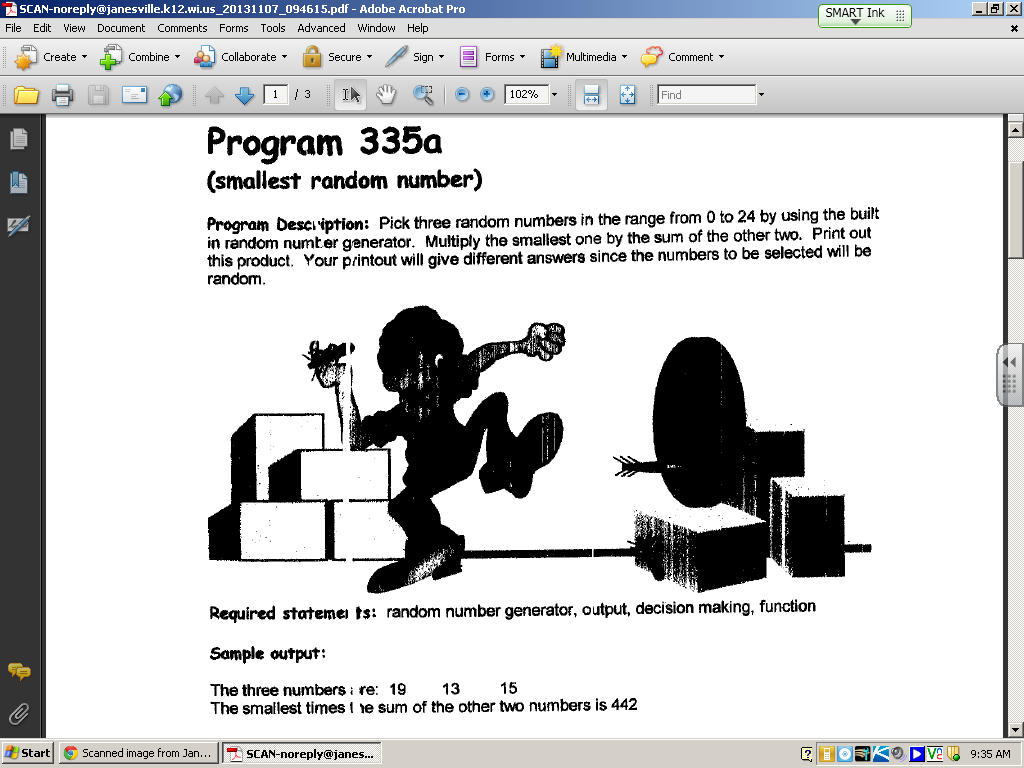 SCAN-noreply@janesville.k12.wi.us_20131107_094615.pdf - Adobe Acrobat Pro
SMART Ink
File Edit View Document Comments Forms Tools Advanced Window Help
Create Combine Collaborate Secure Sign Forms Multimedia Comment
1 / 3 102% Find
Program 335a
(smallest random number)
Program Description: Pick three random numbers in the range from 0 to 24 by using the built
in random number generator. Multiply the smallest one by the sum of the other two. Print out
this product. Your printout will give different answers since the numbers to be selected will be
random.
Required statements: random number generator, output, decision making, function
Sample output:
The three numbers are: 19 13 15
The smallest times the sum of the other two numbers is 442
Start Scanned image from Jan... SCAN-noreply@janes... 9:35 AM